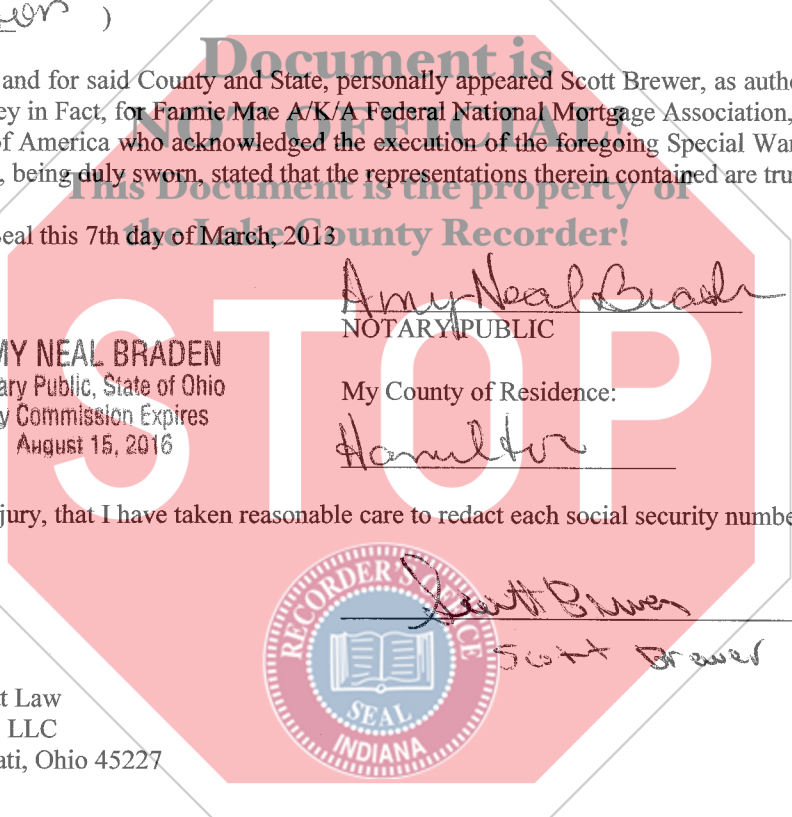 )
Document is
and for said County and State, personally appeared Scott Brewer, as autho
ey in Fact, for Fannie Mae A/K/A Federal National Mortgage Association,
NOT OFFICIAL!
of America who acknowledged the execution of the foregoing Special War
, being duly sworn, stated that the representations therein contained are tru
This Document is the property of
the Lake County Recorder!
eal this 7th day of March, 2013
Amy Neal Braden
NOTARY PUBLIC
MY NEAL BRADEN
ary Public, State of Ohio
y Commission Expires
August 15, 2016
My County of Residence:
Hamilton
STOP
jury, that I have taken reasonable care to redact each social security numbe
Scott Brewer
Scott Brewer
RECORDER'S OFFICE
SEAL
INDIANA
t Law
LLC
ati, Ohio 45227